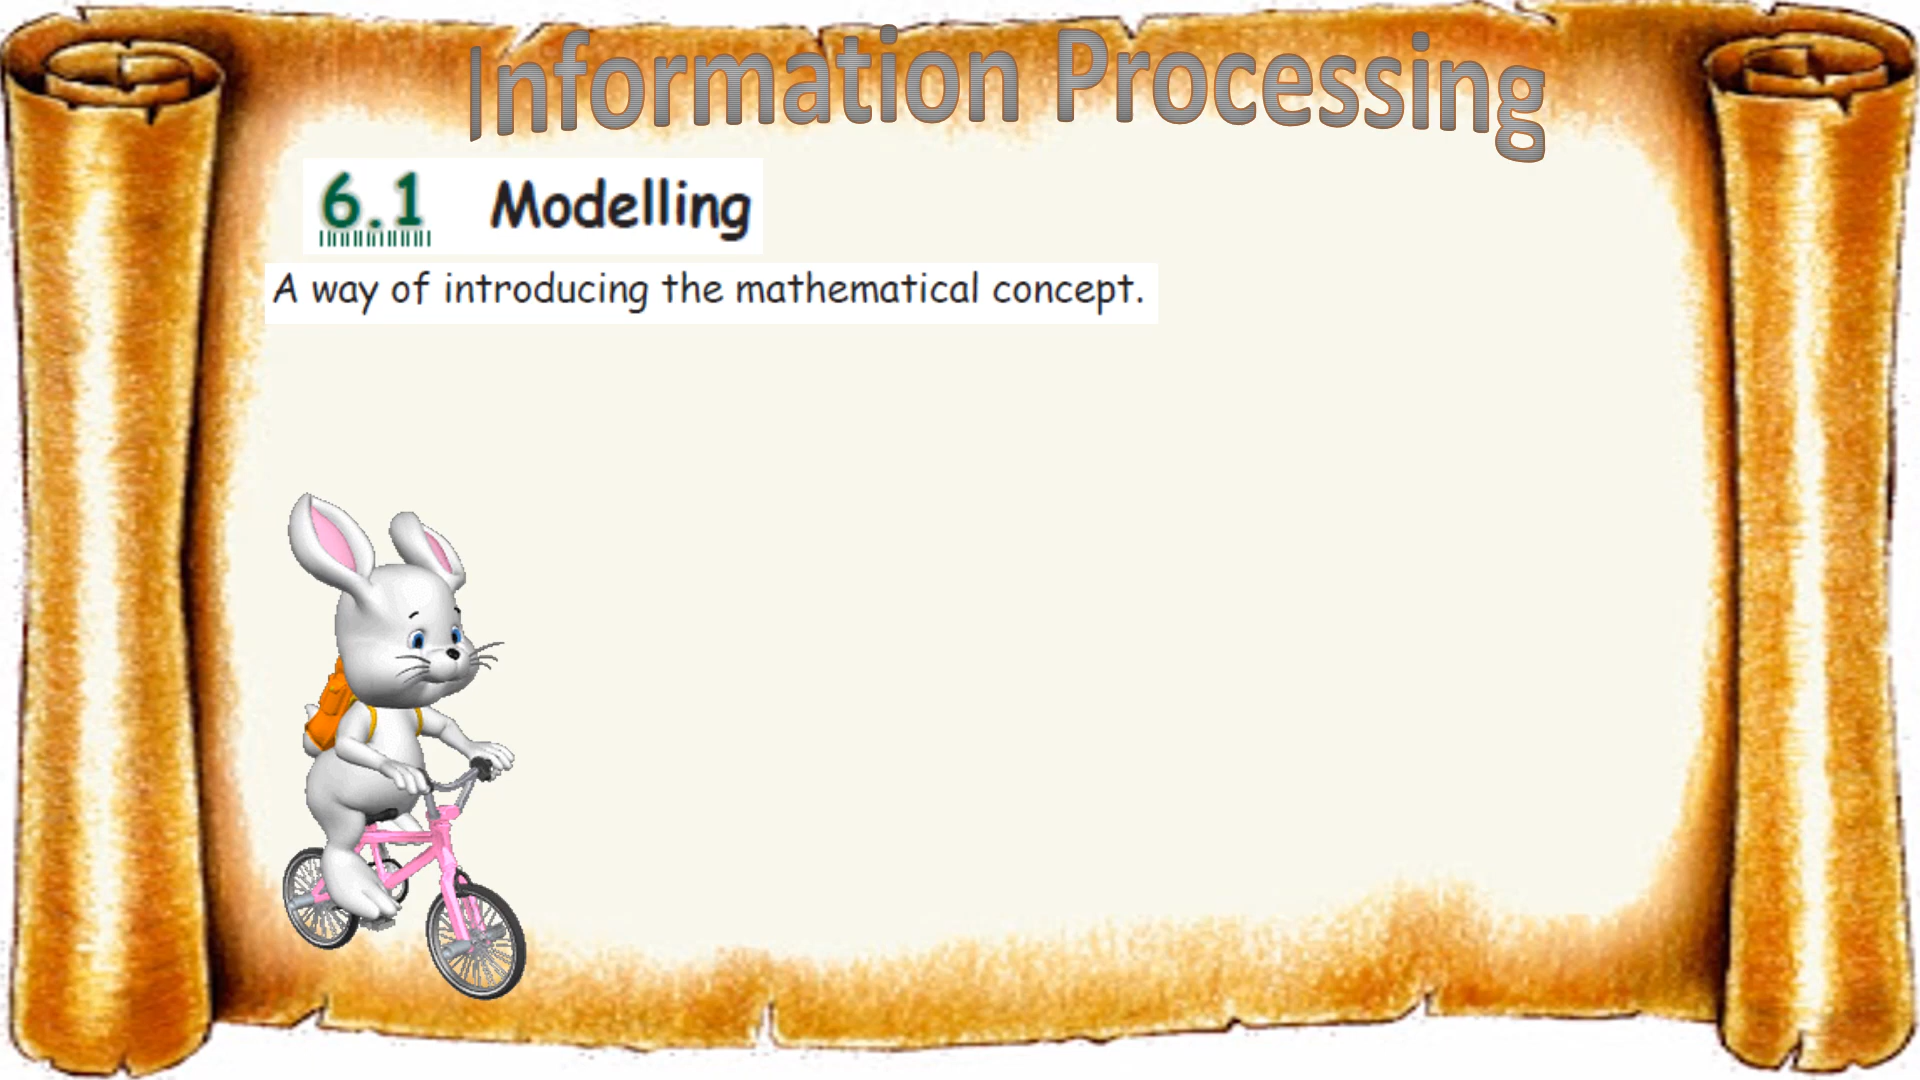 Information Processing
6.1 Modelling
A way of introducing the mathematical concept.